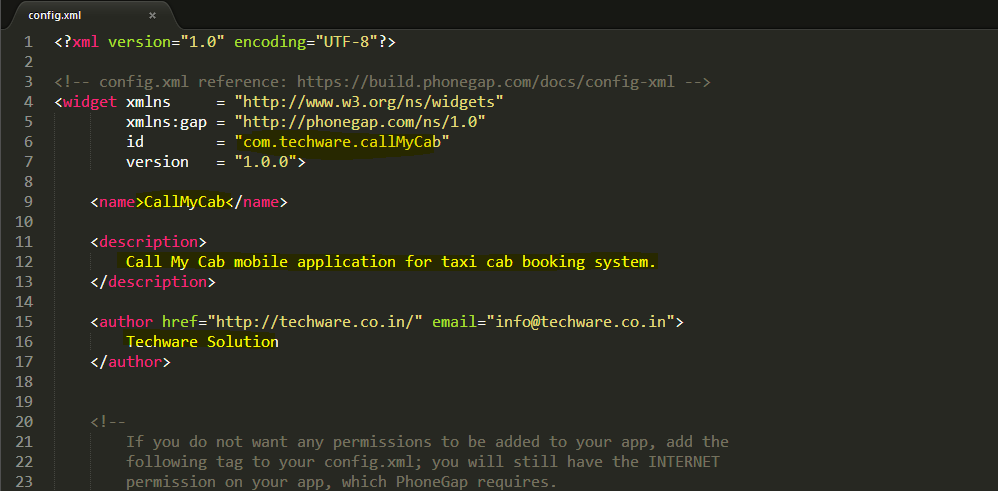 config.xml ×
1 <?xml version="1.0" encoding="UTF-8"?>
2
3 <!-- config.xml reference: https://build.phonegap.com/docs/config-xml -->
4 <widget xmlns     = "http://www.w3.org/ns/widgets"
5         xmlns:gap = "http://phonegap.com/ns/1.0"
6         id        = "com.techware.callMyCab"
7         version   = "1.0.0">
8
9     <name>CallMyCab</name>
10
11     <description>
12         Call My Cab mobile application for taxi cab booking system.
13     </description>
14
15     <author href="http://techware.co.in/" email="info@techware.co.in">
16         Techware Solution
17     </author>
18
19
20     <!--
21         If you do not want any permissions to be added to your app, add the
22         following tag to your config.xml; you will still have the INTERNET
23         permission on your app, which PhoneGap requires.